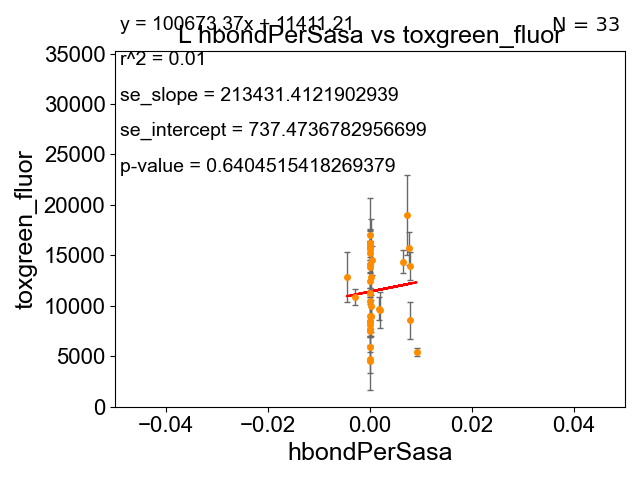 y = 100673.37x + 11411.21
N = 33
L hbondPerSasa vs toxgreen_fluor
r^2 = 0.01
se_slope = 213431.4121902939
se_intercept = 737.4736782956699
p-value = 0.6404515418269379
35000
30000
25000
20000
15000
10000
5000
0
toxgreen_fluor
−0.04
−0.02
0.00
0.02
0.04
hbondPerSasa